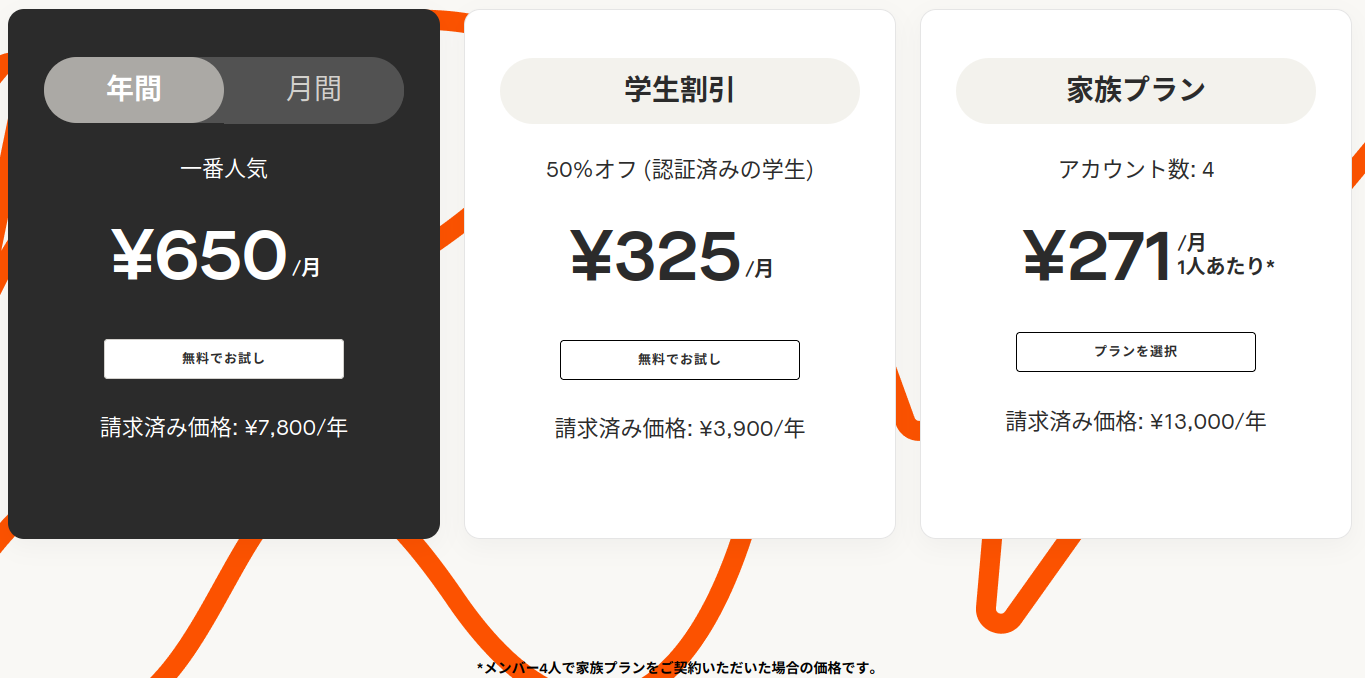 年間
月間
一番人気
¥650 /月
無料でお試し
請求済み価格: ¥7,800/年
学生割引
50%オフ (認証済みの学生)
¥325 /月
無料でお試し
請求済み価格: ¥3,900/年
家族プラン
アカウント数: 4
¥271 /月
1人あたり*
プランを選択
請求済み価格: ¥13,000/年
*メンバー4人で家族プランをご契約いただいた場合の価格です。